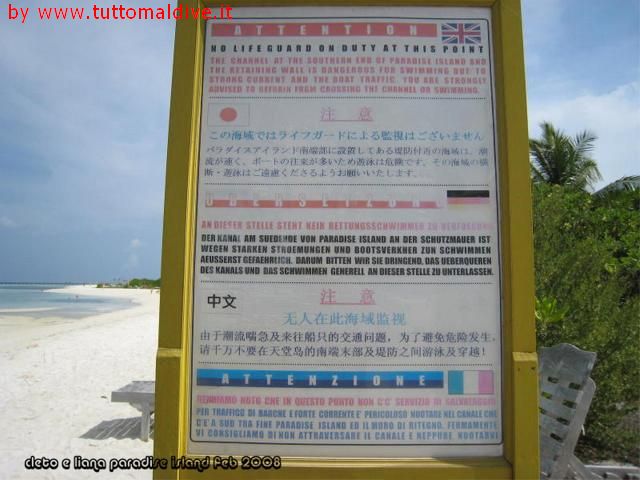 by www.tuttomaldive.it
ATTENTION
NO LIFE GUARD ON DUTY AT THIS POINT
THE CHANNEL AT THE SOUTHERN END OF PARADISE ISLAND AND
THE RETAINING WALL IS DANGEROUS FOR SWIMMING DUE TO
STRONG CURRENT AND THE BOAT TRAFFIC. YOU ARE STRONGLY
ADVISED TO REFRAIN FROM CROSSING THE CHANNEL OR SWIMMING.
注意
この海域ではライフガードによる監視はございません
パラダイスアイランド南端部に設置してある堤防付近の海域は、潮
流が速く、ボートの往来が多いため遊泳は危険です。その海域の横
断・遊泳はご遠慮くださるようお願いいたします。
ÜBERSETZUNG
AN DIESER STELLE STEHT KEIN RETTUNGSSCHWIMMER ZU VERFUEGUNG
DER KANAL AM SUEDENDE VON PARADISE ISLAND AN DER SCHUTZMAUER IST
WEGEN STARKEN STROEMUNGEN UND BOOTSVERKEHR ZUM SCHWIMMEN
AEUSSERST GEFAEHRLICH. DARUM BITTEN WIR SIE DRINGEND, DAS UEBERQUEREN
DES KANALS UND DAS SCHWIMMEN GENERELL AN DIESER STELLE ZU UNTERLASSEN.
中文 注意
无人在此海域监视
由于潮流喘急及来往船只的交通问题，为了避免危险发生，
请千万不要在天堂岛的南端末部及堤防之间游泳及穿越！
ATTENZIONE
RENDIAMO NOTO CHE IN QUESTO PUNTO NON C'E' SERVIZIO DI SALVATAGGIO
PER TRAFFICO DI BARCHE E FORTE CORRENTE E' PERICOLOSO NUOTARE NEL CANALE CHE
C'E'A SUD TRA FINE PARADISE ISLAND ED IL MURO DI RITEGNO. FERMAMENTE
VI CONSIGLIAMO DI NON ATTRAVERSARE IL CANALE E NEPPURE NUOTARVI
cleto e liana paradise island Feb 2008